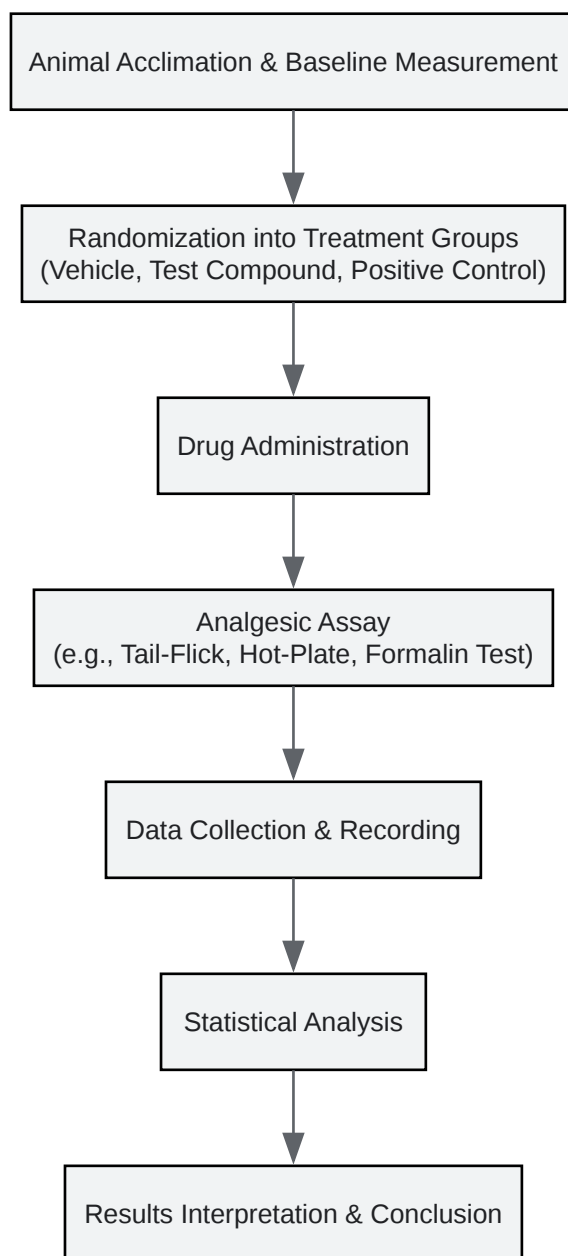 Animal Acclimation & Baseline Measurement
Randomization into Treatment Groups
(Vehicle, Test Compound, Positive Control)
Drug Administration
Analgesic Assay
(e.g., Tail-Flick, Hot-Plate, Formalin Test)
Data Collection & Recording
Statistical Analysis
Results Interpretation & Conclusion